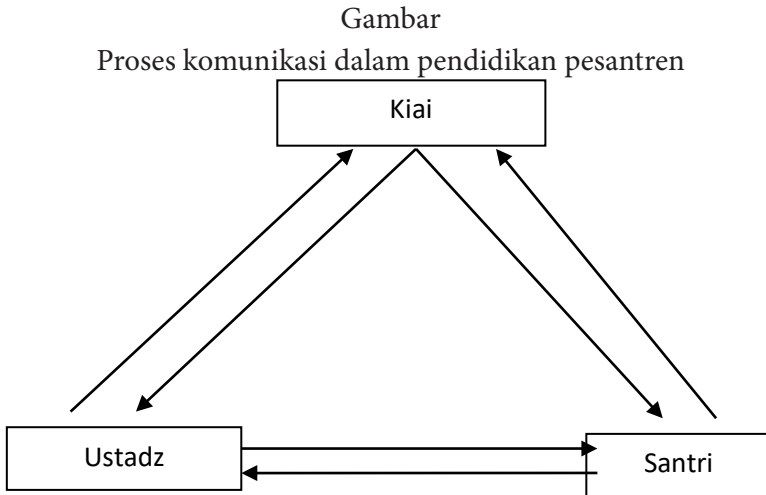 Gambar
Proses komunikasi dalam pendidikan pesantren
Kiai
Ustadz
Santri